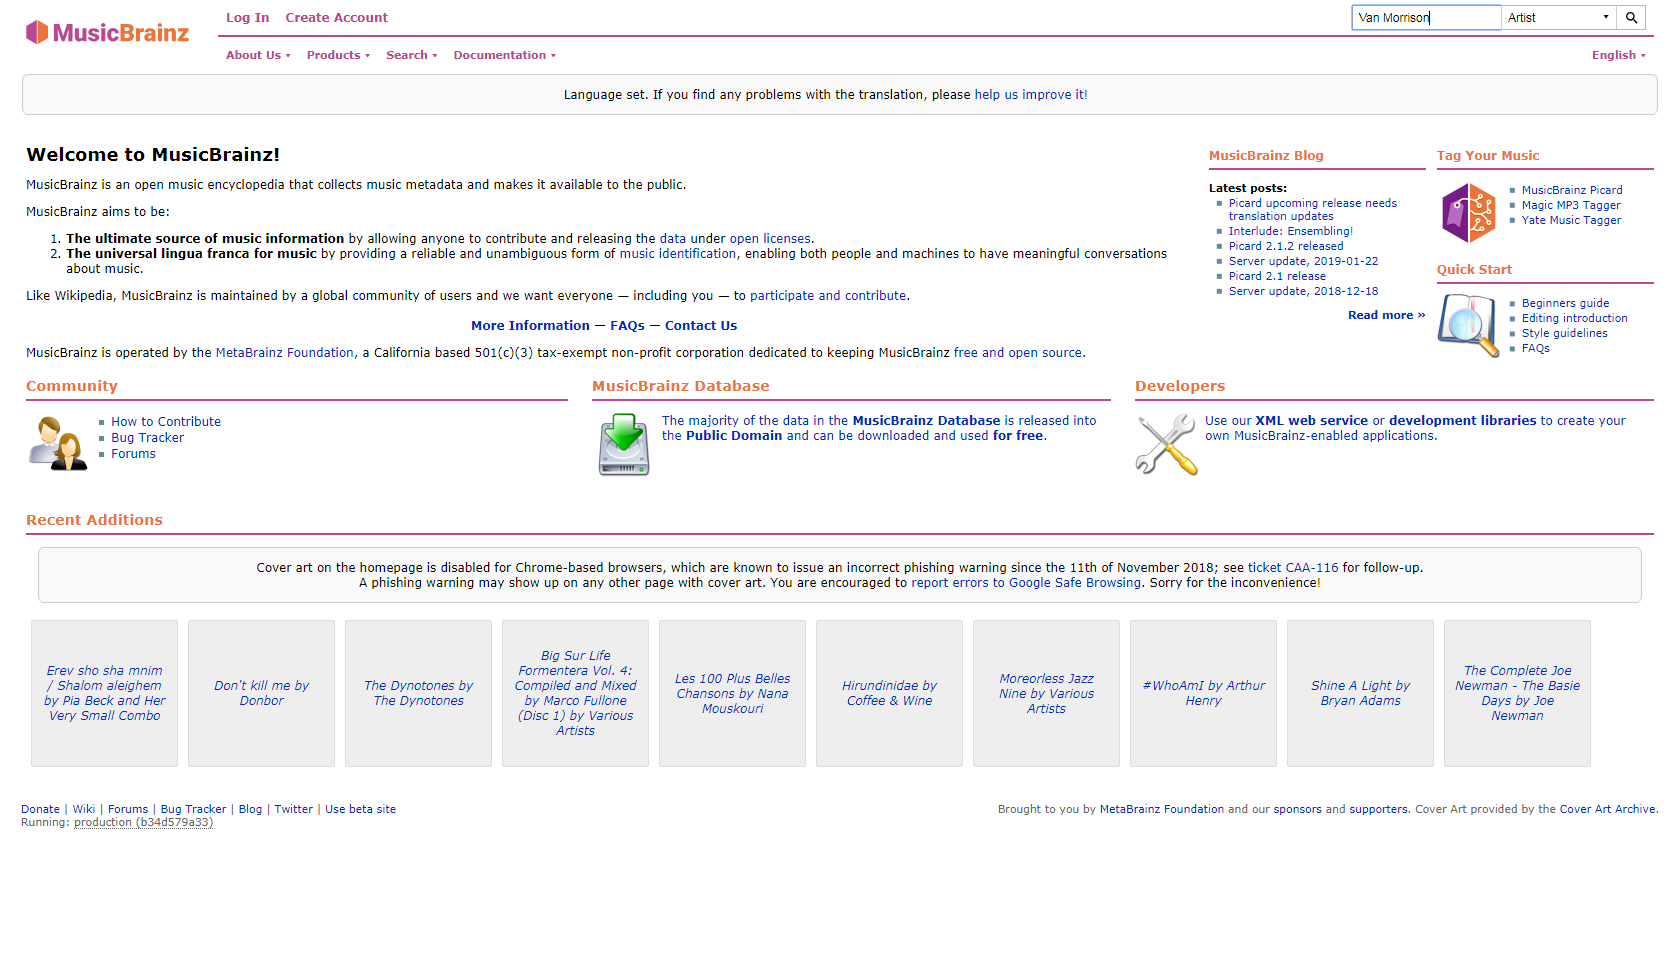 MusicBrainz
Log In Create Account
Van Morrison Artist
About Us Products Search Documentation
English
Language set. If you find any problems with the translation, please help us improve it!
Welcome to MusicBrainz!
MusicBrainz is an open music encyclopedia that collects music metadata and makes it available to the public.
MusicBrainz aims to be:
1. The ultimate source of music information by allowing anyone to contribute and releasing the data under open licenses.
2. The universal lingua franca for music by providing a reliable and unambiguous form of music identification, enabling both people and machines to have meaningful conversations
about music.
Like Wikipedia, MusicBrainz is maintained by a global community of users and we want everyone — including you — to participate and contribute.
More Information — FAQs — Contact Us
MusicBrainz is operated by the MetaBrainz Foundation, a California based 501(c)(3) tax-exempt non-profit corporation dedicated to keeping MusicBrainz free and open source.
MusicBrainz Blog
Latest posts:
Picard upcoming release needs
translation updates
Interlude: Ensembling!
Picard 2.1.2 released
Server update, 2019-01-22
Picard 2.1 release
Server update, 2018-12-18
Read more »
Tag Your Music
MusicBrainz Picard
Magic MP3 Tagger
Yate Music Tagger
Quick Start
Beginners guide
Editing introduction
Style guidelines
FAQs
Community
How to Contribute
Bug Tracker
Forums
MusicBrainz Database
The majority of the data in the MusicBrainz Database is released into
the Public Domain and can be downloaded and used for free.
Developers
Use our XML web service or development libraries to create your
own MusicBrainz-enabled applications.
Recent Additions
Cover art on the homepage is disabled for Chrome-based browsers, which are known to issue an incorrect phishing warning since the 11th of November 2018; see ticket CAA-116 for follow-up.
A phishing warning may show up on any other page with cover art. You are encouraged to report errors to Google Safe Browsing. Sorry for the inconvenience!
Erev sho sha mnim
/ Shalom aleighem
by Pia Beck and Her
Very Small Combo
Don't kill me by
Donbor
The Dynotones by
The Dynotones
Big Sur Life
Formentera Vol. 4:
Compiled and Mixed
by Marco Fullone
(Disc 1) by Various
Artists
Les 100 Plus Belles
Chansons by Nana
Mouskouri
Hirundinidae by
Coffee & Wine
Moreorless Jazz
Nine by Various
Artists
#WhoAmI by Arthur
Henry
Shine A Light by
Bryan Adams
The Complete Joe
Newman - The Basie
Days by Joe
Newman
Donate | Wiki | Forums | Bug Tracker | Blog | Twitter | Use beta site
Running: production (b34d579a33)
Brought to you by MetaBrainz Foundation and our sponsors and supporters. Cover Art provided by the Cover Art Archive.